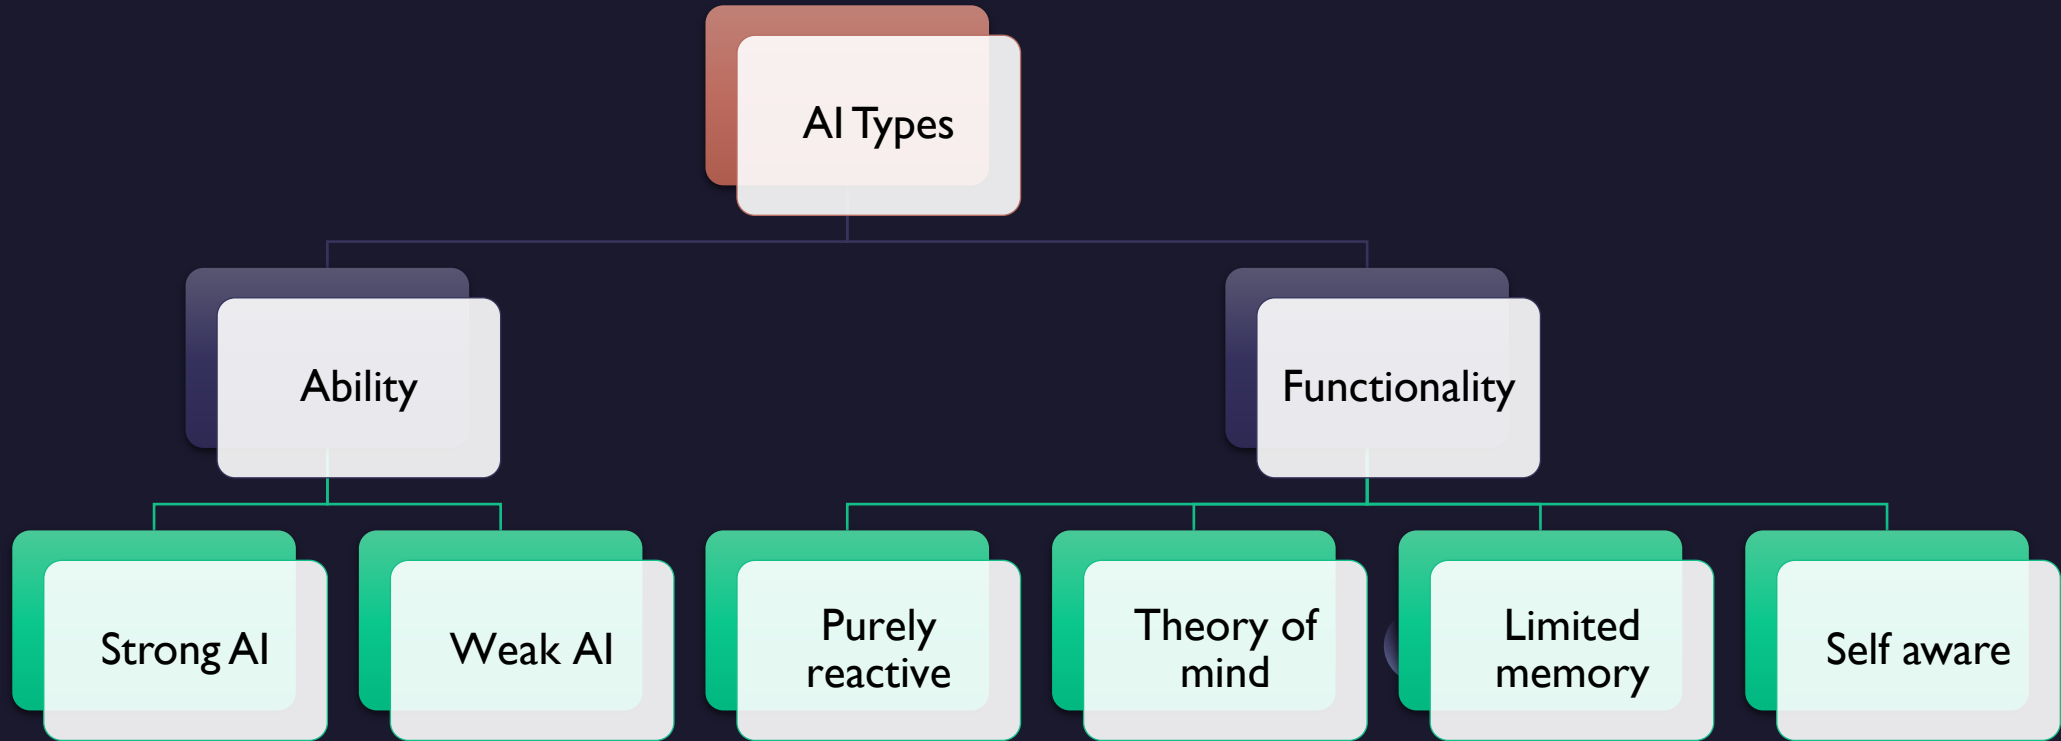 AI Types
Ability
Functionality
Strong AI
Weak AI
Purely
reactive
Theory of
mind
Limited
memory
Self aware